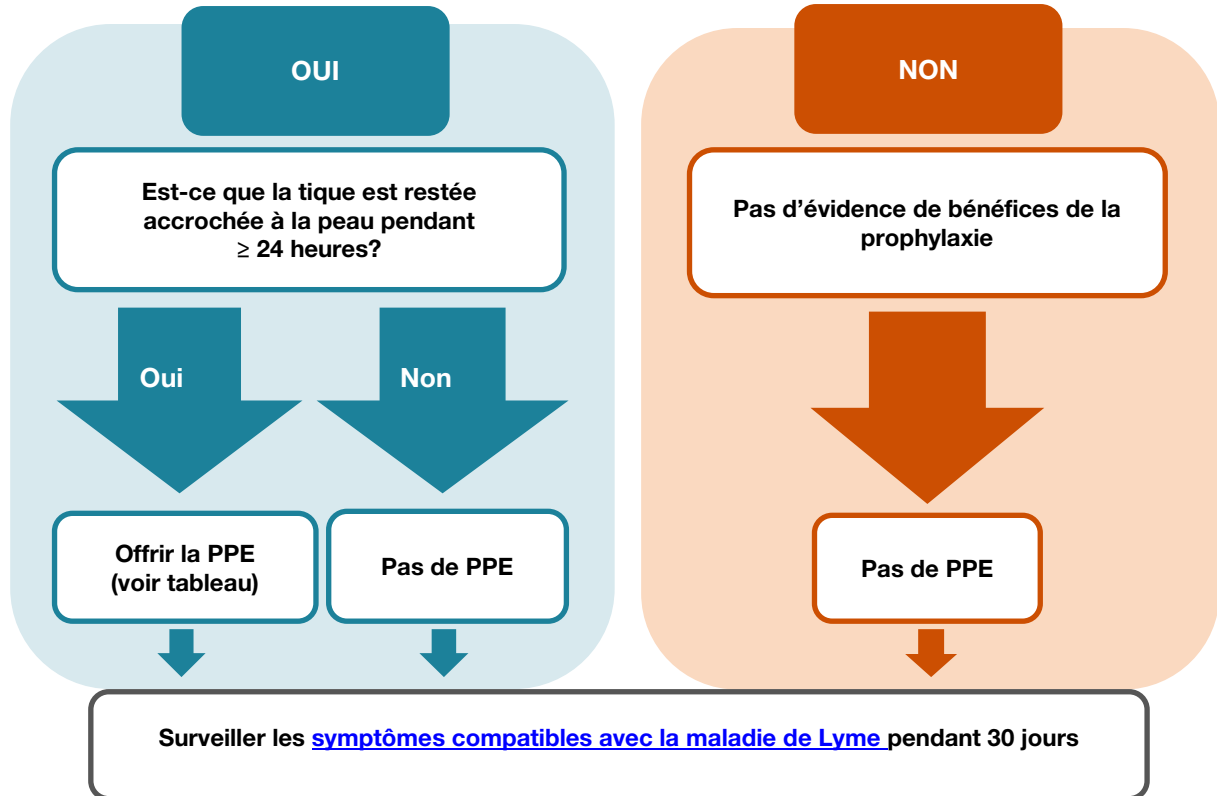 OUI
Est-ce que la tique est restée
accrochée à la peau pendant
≥ 24 heures?
Oui
Non
Offrir la PPE
(voir tableau)
Pas de PPE
NON
Pas d’évidence de bénéfices de la
prophylaxie
Pas de PPE
Surveiller les symptômes compatibles avec la maladie de Lyme pendant 30 jours